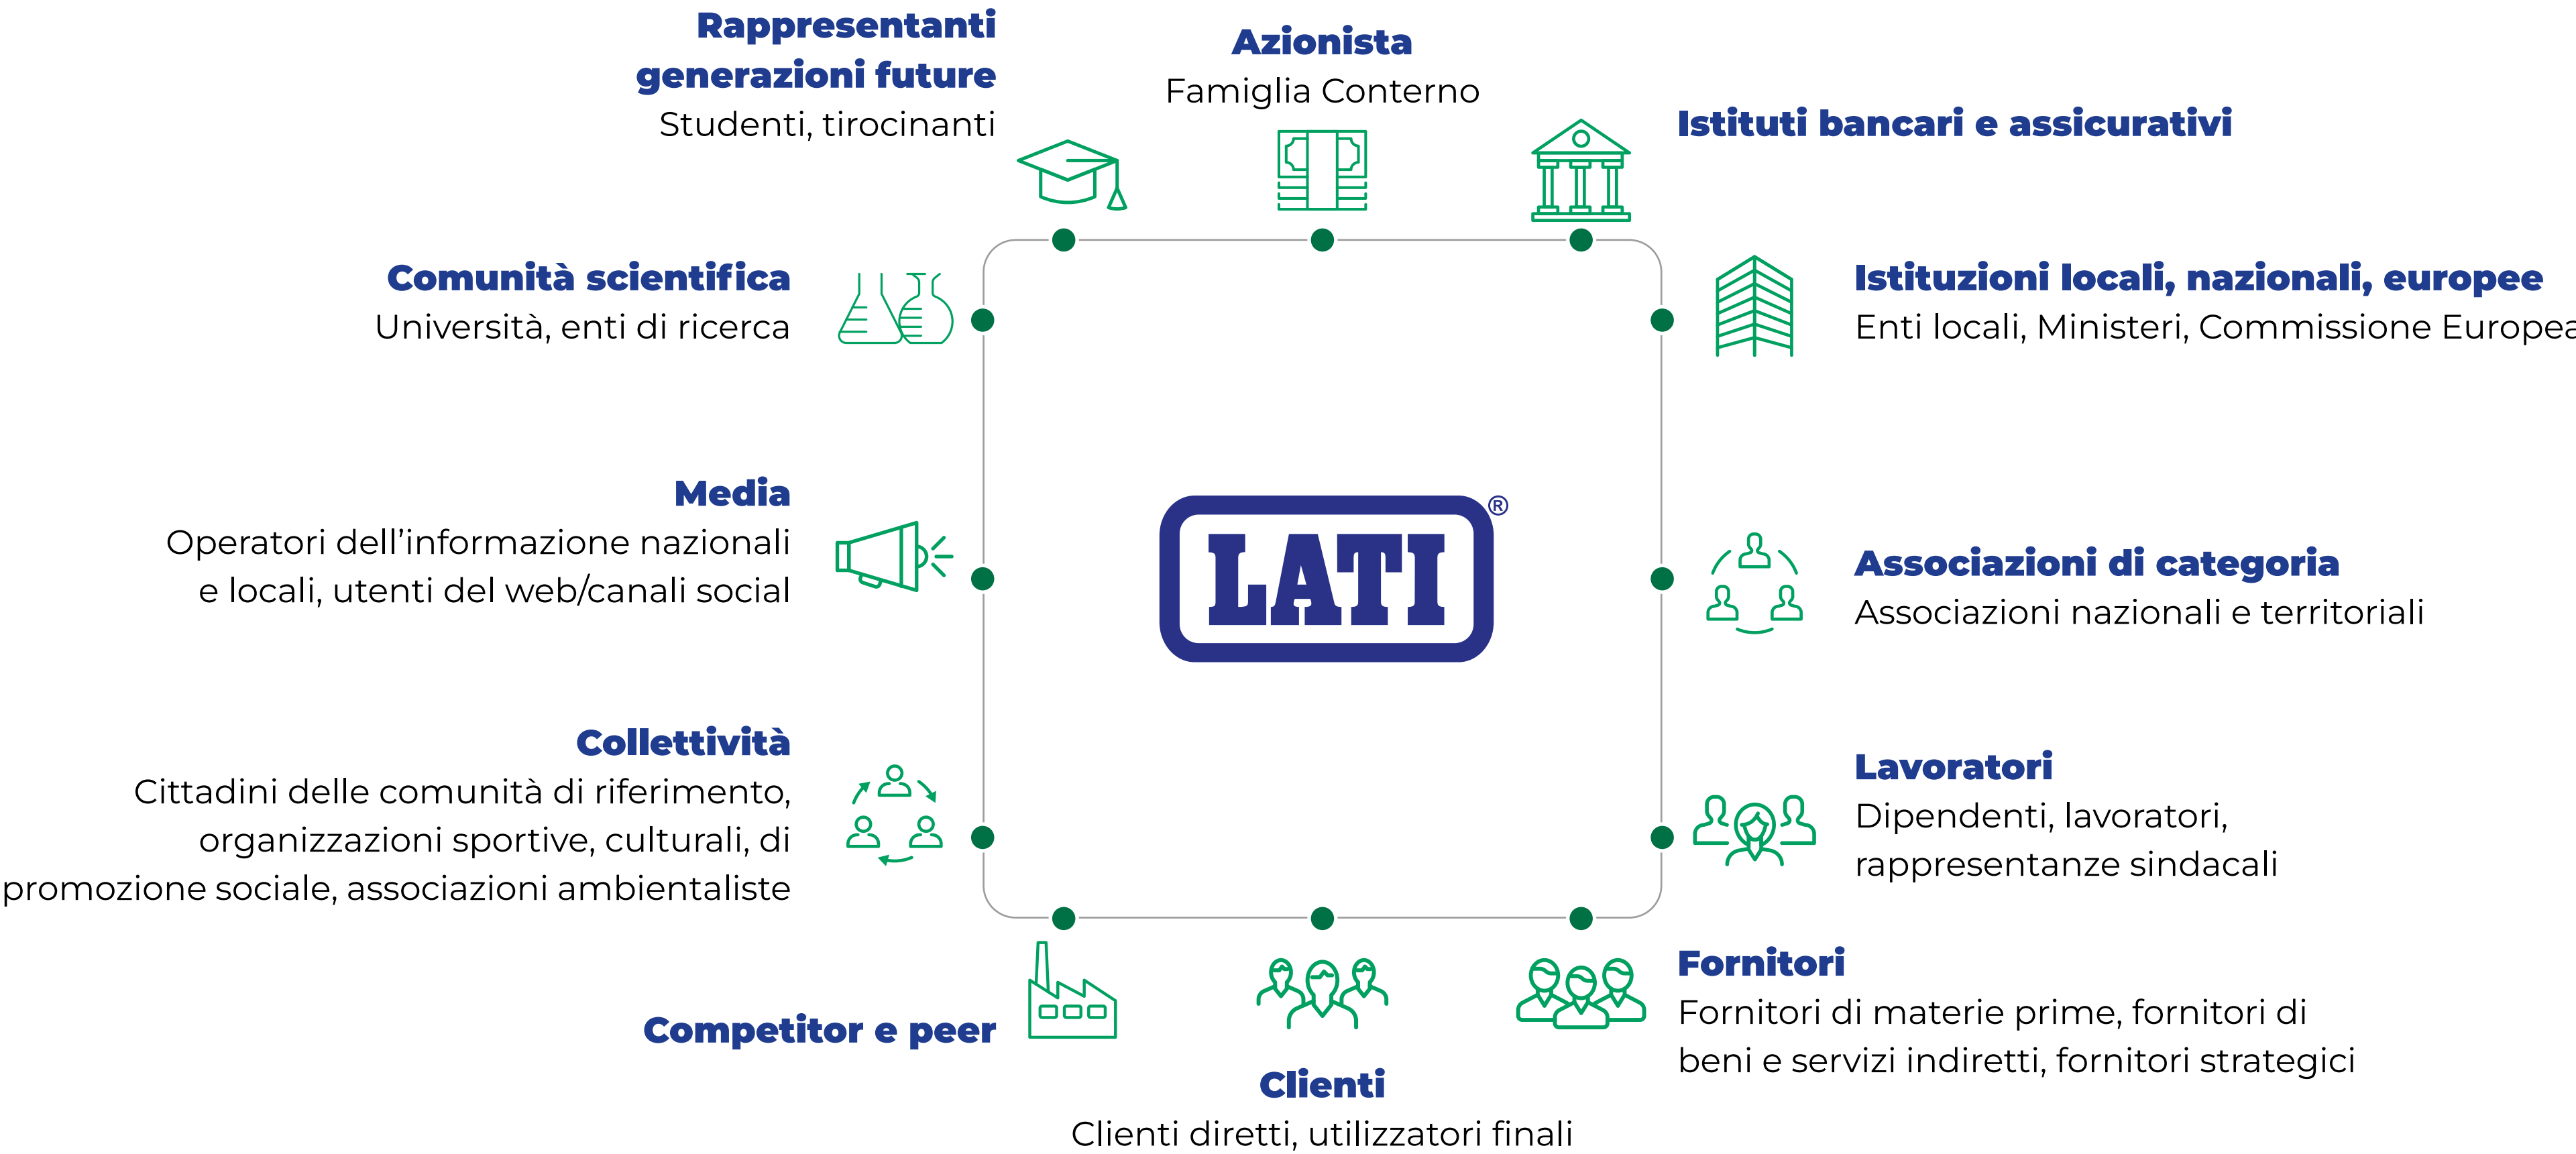 Rappresentanti
generazioni future
Studenti, tirocinanti
Azionista
Famiglia Conterno
Istituti bancari e assicurativi
Comunità scientifica
Università, enti di ricerca
Istituzioni locali, nazionali, europee
Enti locali, Ministeri, Commissione Europea
Media
Operatori dell’informazione nazionali
e locali, utenti del web/canali social
LATI®
Associazioni di categoria
Associazioni nazionali e territoriali
Collettività
Cittadini delle comunità di riferimento,
organizzazioni sportive, culturali, di
promozione sociale, associazioni ambientaliste
Lavoratori
Dipendenti, lavoratori,
rappresentanze sindacali
Competitor e peer
Clienti
Clienti diretti, utilizzatori finali
Fornitori
Fornitori di materie prime, fornitori di
beni e servizi indiretti, fornitori strategici